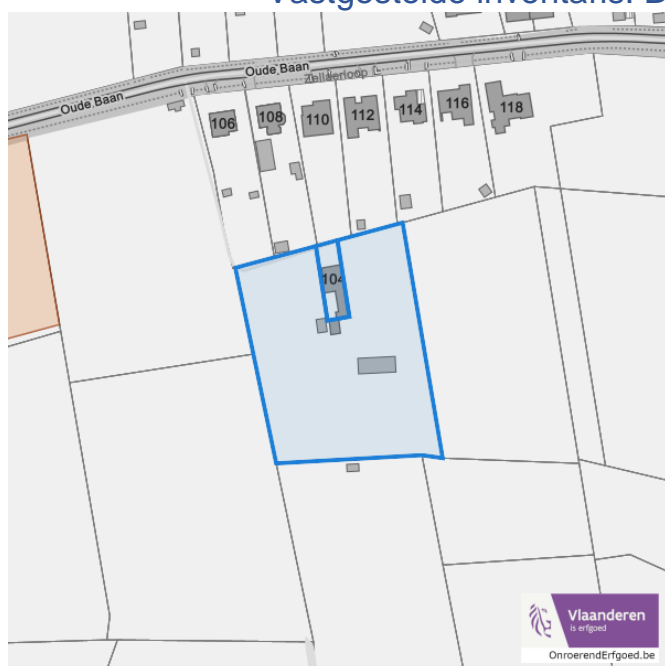 Vastgestelde inventaris:
Oude Baan
Oude Baan
Zelderloop
106
108
110
112
114
116
118
104
Vlaanderen
is erfgoed
OnroerendErfgoed.be